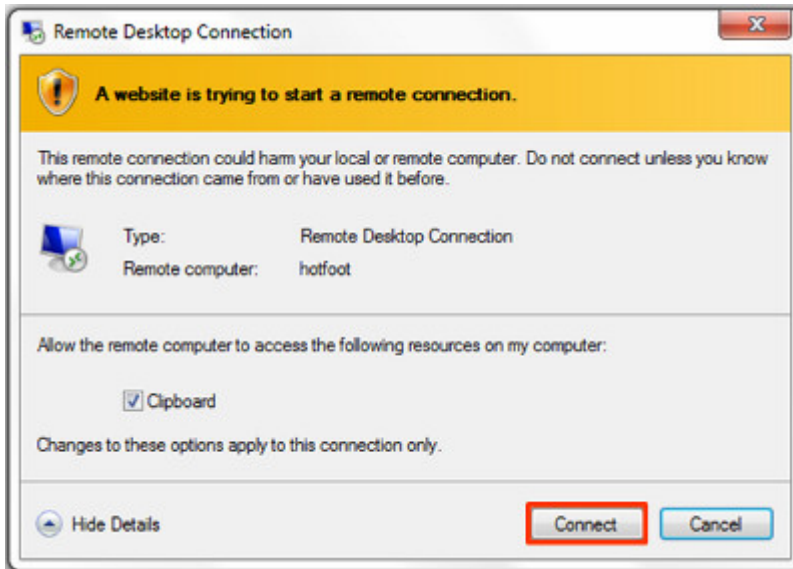 Remote Desktop Connection
A website is trying to start a remote connection.
This remote connection could harm your local or remote computer. Do not connect unless you know
where this connection came from or have used it before.
Type: Remote Desktop Connection
Remote computer: hotfoot
Allow the remote computer to access the following resources on my computer:
Clipboard
Changes to these options apply to this connection only.
Hide Details Connect Cancel